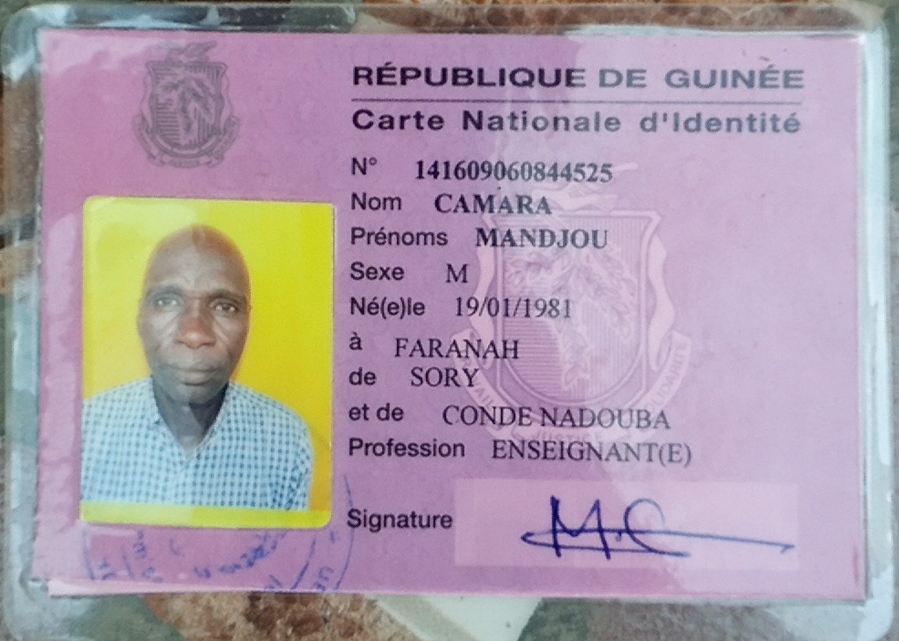 RÉPUBLIQUE DE GUINÉE
Carte Nationale d'Identité
N° 141609060844525
Nom CAMARA
Prénoms MANDJOU
Sexe M
Né(e)le 19/01/1981
à FARANAH
de SORY
et de CONDE NADOUBA
Profession ENSEIGNANT(E)
Signature M.C